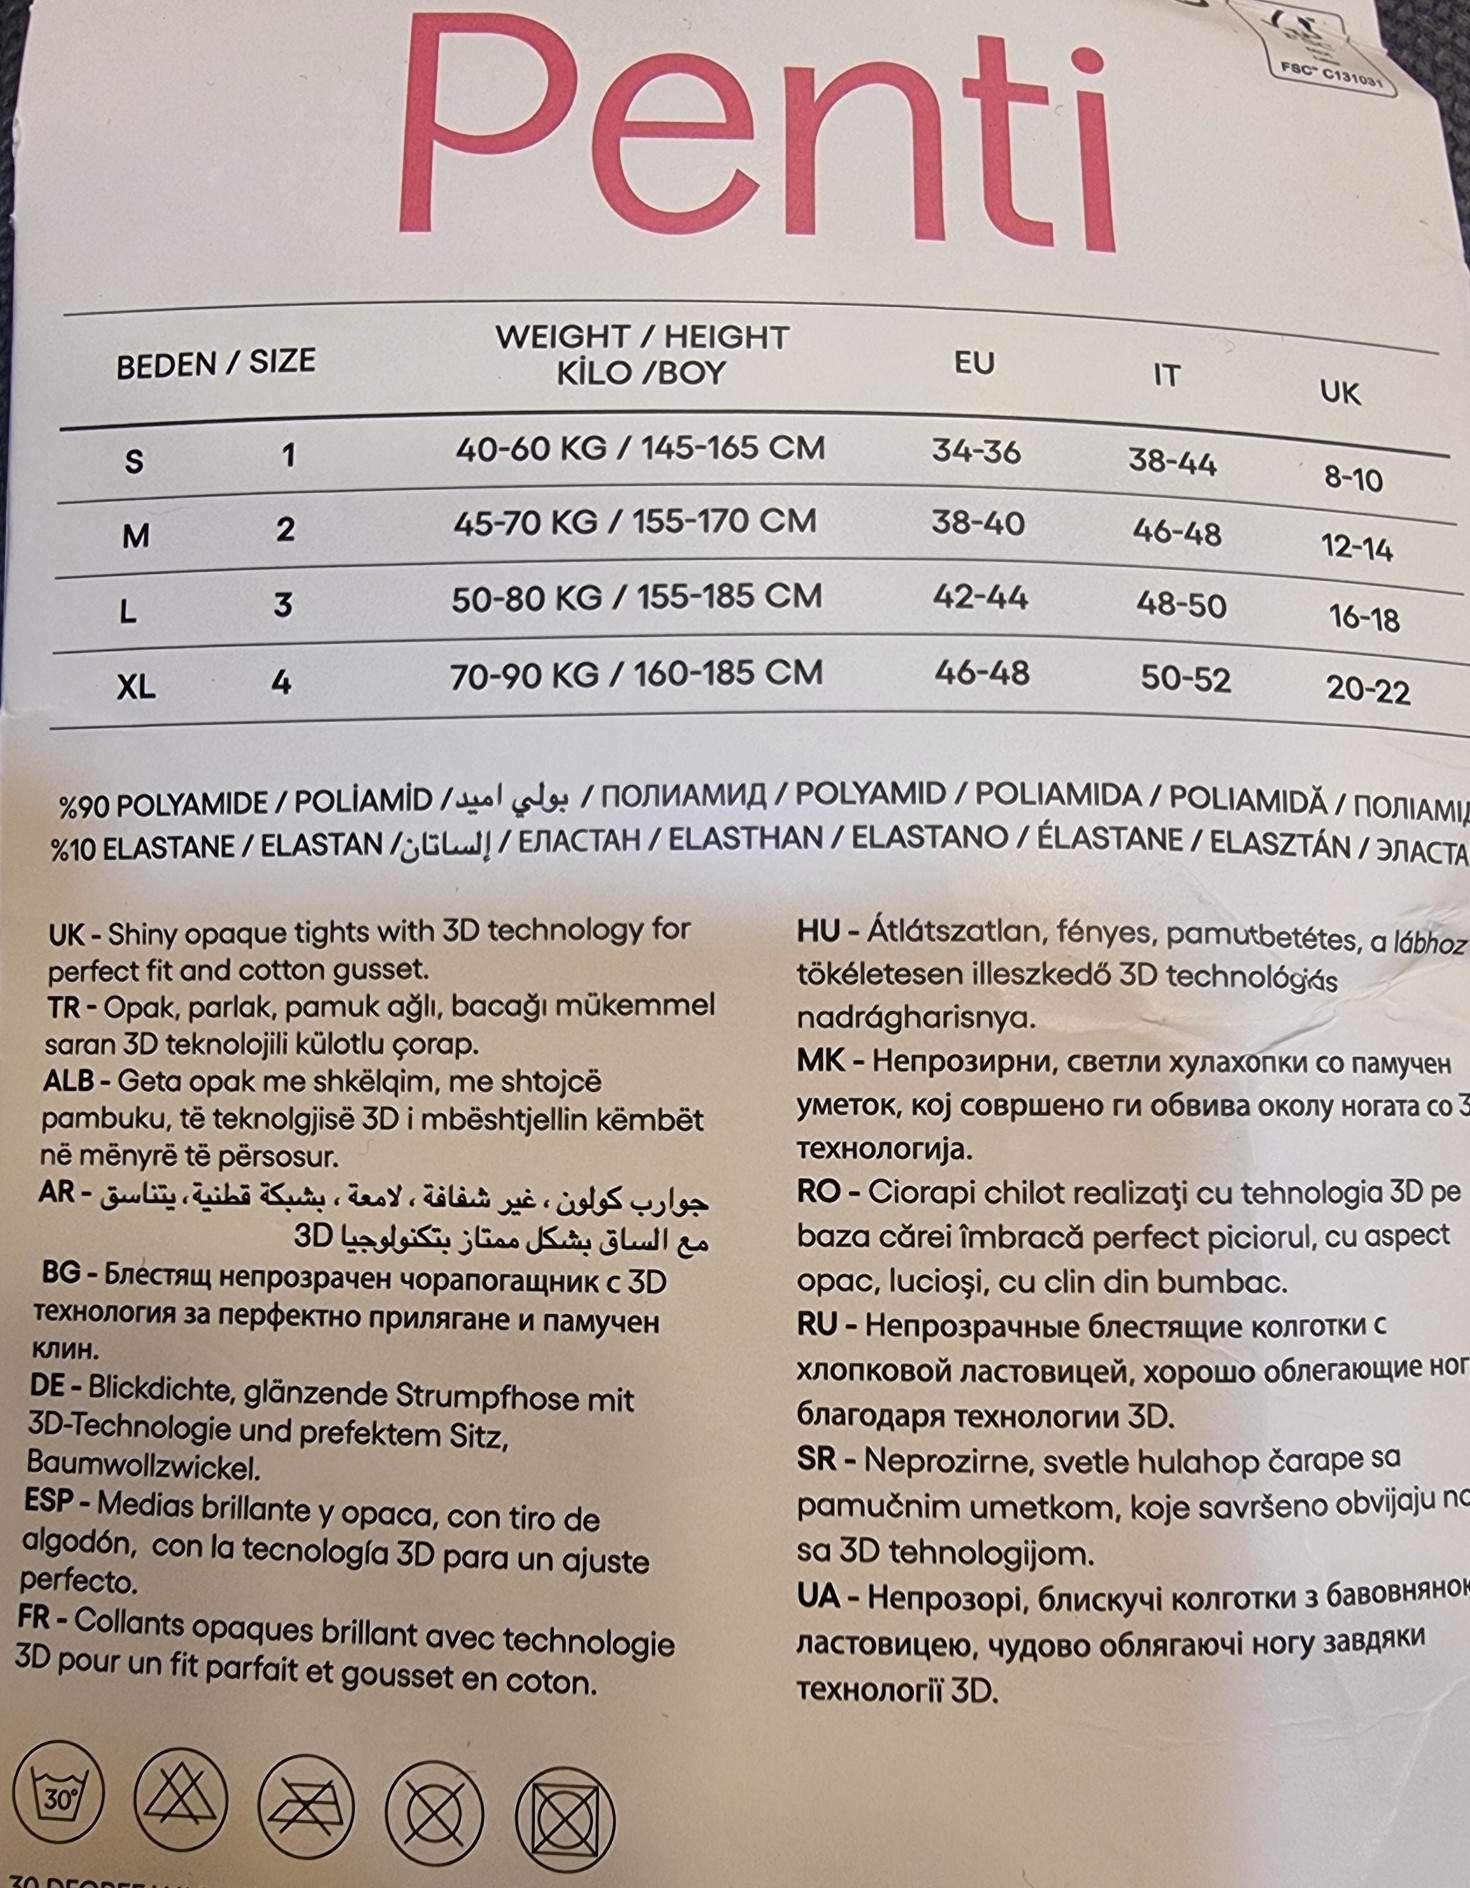 Penti
FSC™ C131031
BEDEN / SIZE WEIGHT / HEIGHT EU IT UK
KİLO /BOY
S 1 40-60 KG / 145-165 CM 34-36 38-44 8-10
M 2 45-70 KG / 155-170 CM 38-40 46-48 12-14
L 3 50-80 KG / 155-185 CM 42-44 48-50 16-18
XL 4 70-90 KG / 160-185 CM 46-48 50-52 20-22
%90 POLYAMIDE / POLİAMİD / بولي اميد / ПОЛИАМИД / POLYAMID / POLIAMIDA / POLIAMIDĂ /
%10 ELASTANE / ELASTAN / إلساتان / ЕЛАСТАН / ELASTHAN / ELASTANO / ÉLASTANE / ELASZTÁN /
UK - Shiny opaque tights with 3D technology for
perfect fit and cotton gusset.
TR - Opak, parlak, pamuk ağlı, bacağı mükemmel
saran 3D teknolojili külotlu çorap.
ALB - Geta opak me shkëlqim, me shtojcë
pambuku, të teknolgjisë 3D i mbështjellin këmbët
në mënyrë të përsosur.
AR - جوارب كولون ، غير شفافة ، لامعة ، بشبكة قطنية، يتناسق
مع الساق بشكل ممتاز بتكنولوجيا 3D
BG - Блестящ непрозрачен чорапогащник с 3D
технология за перфектно прилягане и памучен
клин.
DE - Blickdichte, glänzende Strumpfhose mit
3D-Technologie und prefektem Sitz,
Baumwollzwickel.
ESP - Medias brillante y opaca, con tiro de
algodón, con la tecnología 3D para un ajuste
perfecto.
FR - Collants opaques brillant avec technologie
3D pour un fit parfait et gousset en coton.
HU - Átlátszatlan, fényes, pamutbetétes, a lábhoz
tökéletesen illeszkedő 3D technológiás
nadrágharisnya.
MK - Непрозирни, светли хулахопки со памучен
уметок, кој совршено ги обвива околу ногата со
технологија.
RO - Ciorapi chilot realizaţi cu tehnologia 3D pe
baza cărei îmbracă perfect piciorul, cu aspect
opac, lucioşi, cu clin din bumbac.
RU - Непрозрачные блестящие колготки с
хлопковой ластовицей, хорошо облегающие
благодаря технологии 3D.
SR - Neprozirne, svetle hulahop čarape sa
pamučnim umetkom, koje savršeno obvijaju
sa 3D tehnologijom.
UA - Непрозорі, блискучі колготки з
ластовицею, чудово облягаючі ногу завдяки
технології 3D.
30°